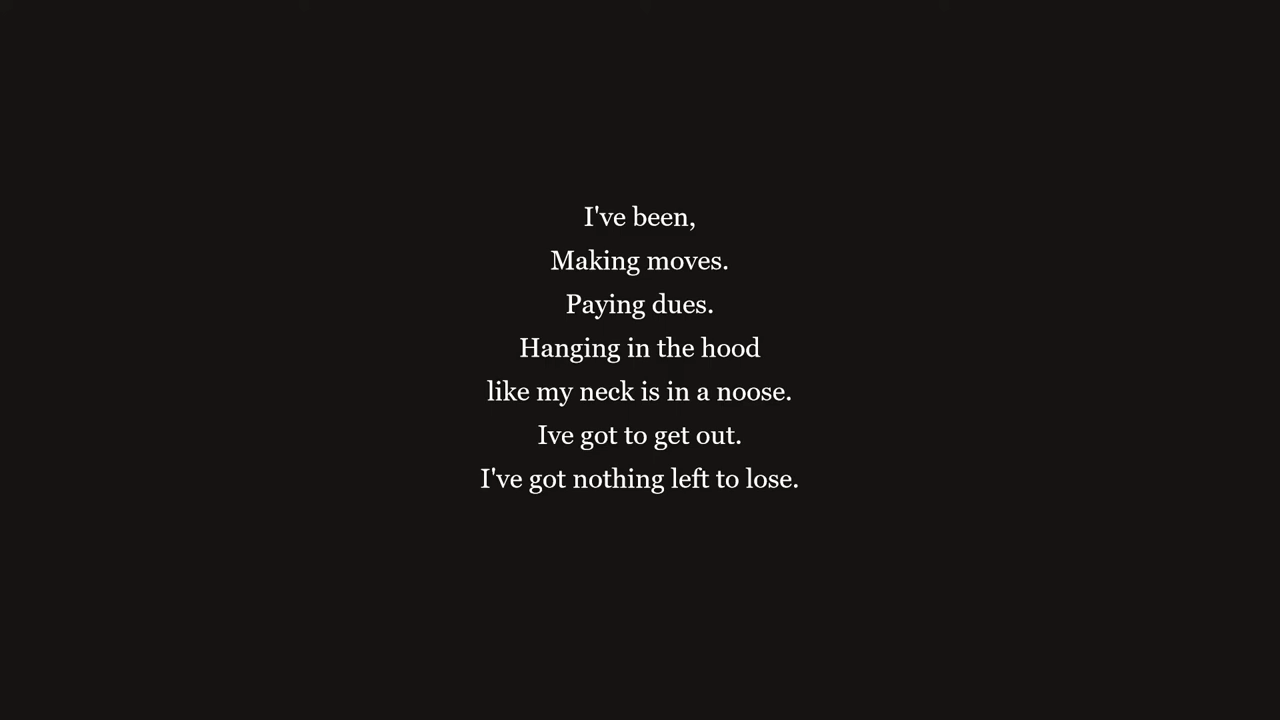 I've been,
Making moves.
Paying dues.
Hanging in the hood
like my neck is in a noose.
Ive got to get out.
I've got nothing left to lose.